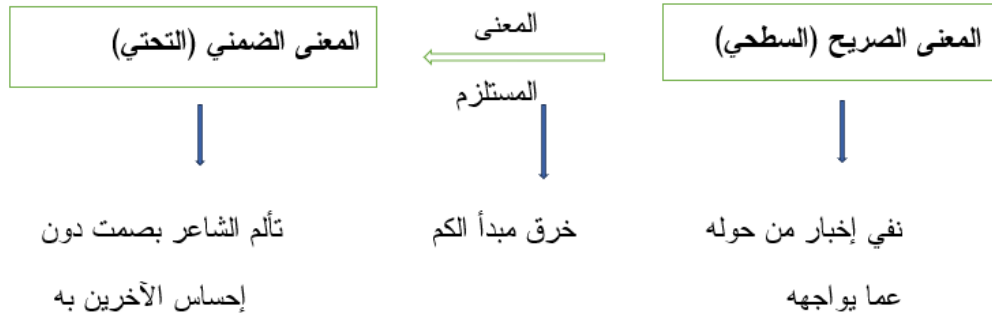 المعنى الصريح (السطحي)
المعنى
المستلزم
المعنى الضمني (التحتي)
نفي إخبار من حوله
عما يواجهه
خرق مبدأ الكم
تألم الشاعر بصمت دون
إحساس الآخرين به